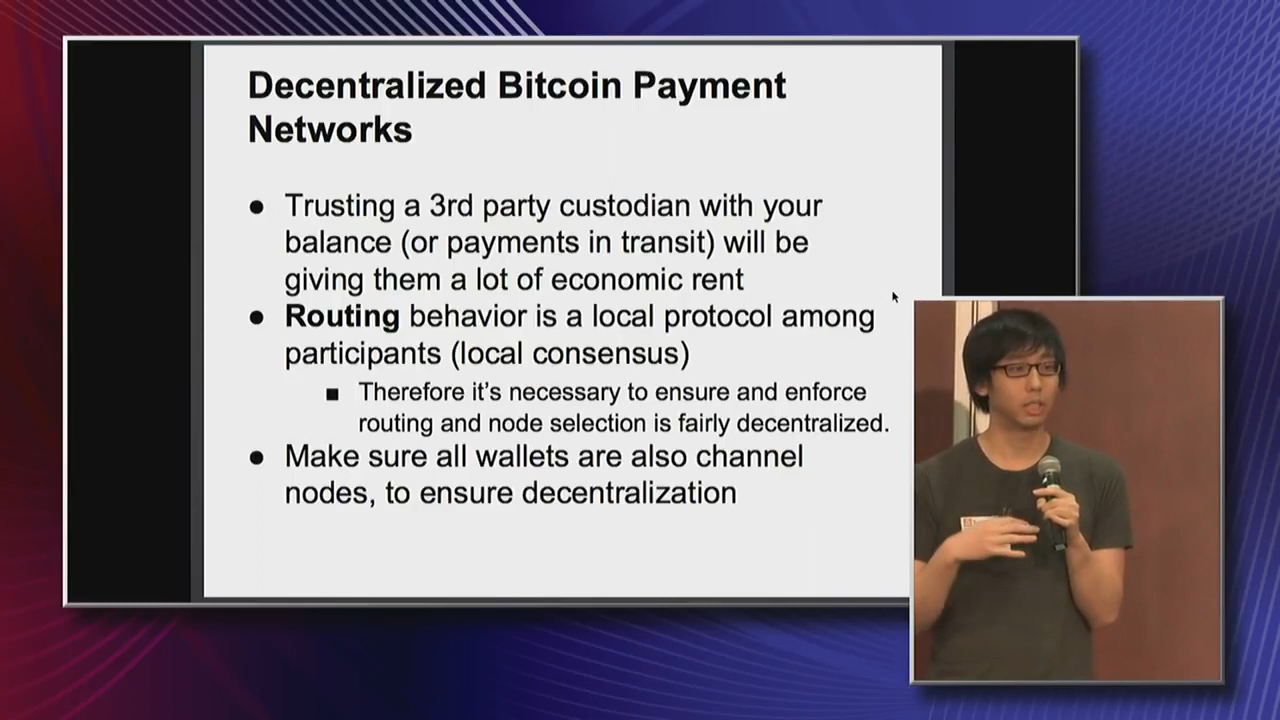 Decentralized Bitcoin Payment
Networks
● Trusting a 3rd party custodian with your
balance (or payments in transit) will be
giving them a lot of economic rent
● Routing behavior is a local protocol among
participants (local consensus)
■ Therefore it's necessary to ensure and enforce
routing and node selection is fairly decentralized.
● Make sure all wallets are also channel
nodes, to ensure decentralization